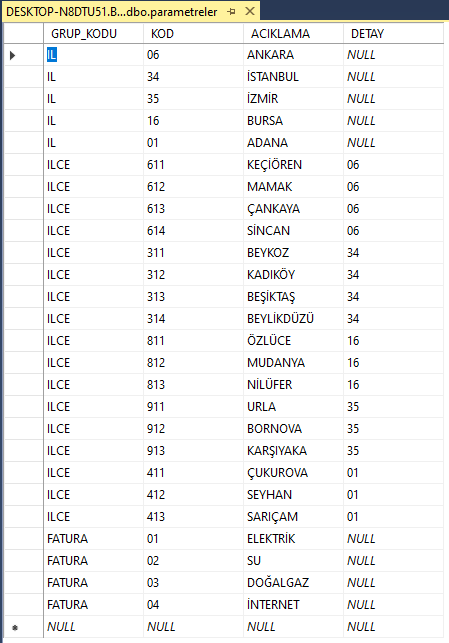 DESKTOP-N8DTU51.B...dbo.parametreler
GRUP_KODU KOD ACIKLAMA DETAY
IL 06 ANKARA NULL
IL 34 İSTANBUL NULL
IL 35 İZMİR NULL
IL 16 BURSA NULL
IL 01 ADANA NULL
ILCE 611 KEÇİÖREN 06
ILCE 612 MAMAK 06
ILCE 613 ÇANKAYA 06
ILCE 614 SİNCAN 06
ILCE 311 BEYKOZ 34
ILCE 312 KADIKÖY 34
ILCE 313 BEŞİKTAŞ 34
ILCE 314 BEYLİKDÜZÜ 34
ILCE 811 ÖZLÜCE 16
ILCE 812 MUDANYA 16
ILCE 813 NİLÜFER 16
ILCE 911 URLA 35
ILCE 912 BORNOVA 35
ILCE 913 KARŞIYAKA 35
ILCE 411 ÇUKUROVA 01
ILCE 412 SEYHAN 01
ILCE 413 SARIÇAM 01
FATURA 01 ELEKTRİK NULL
FATURA 02 SU NULL
FATURA 03 DOĞALGAZ NULL
FATURA 04 İNTERNET NULL
NULL NULL NULL NULL